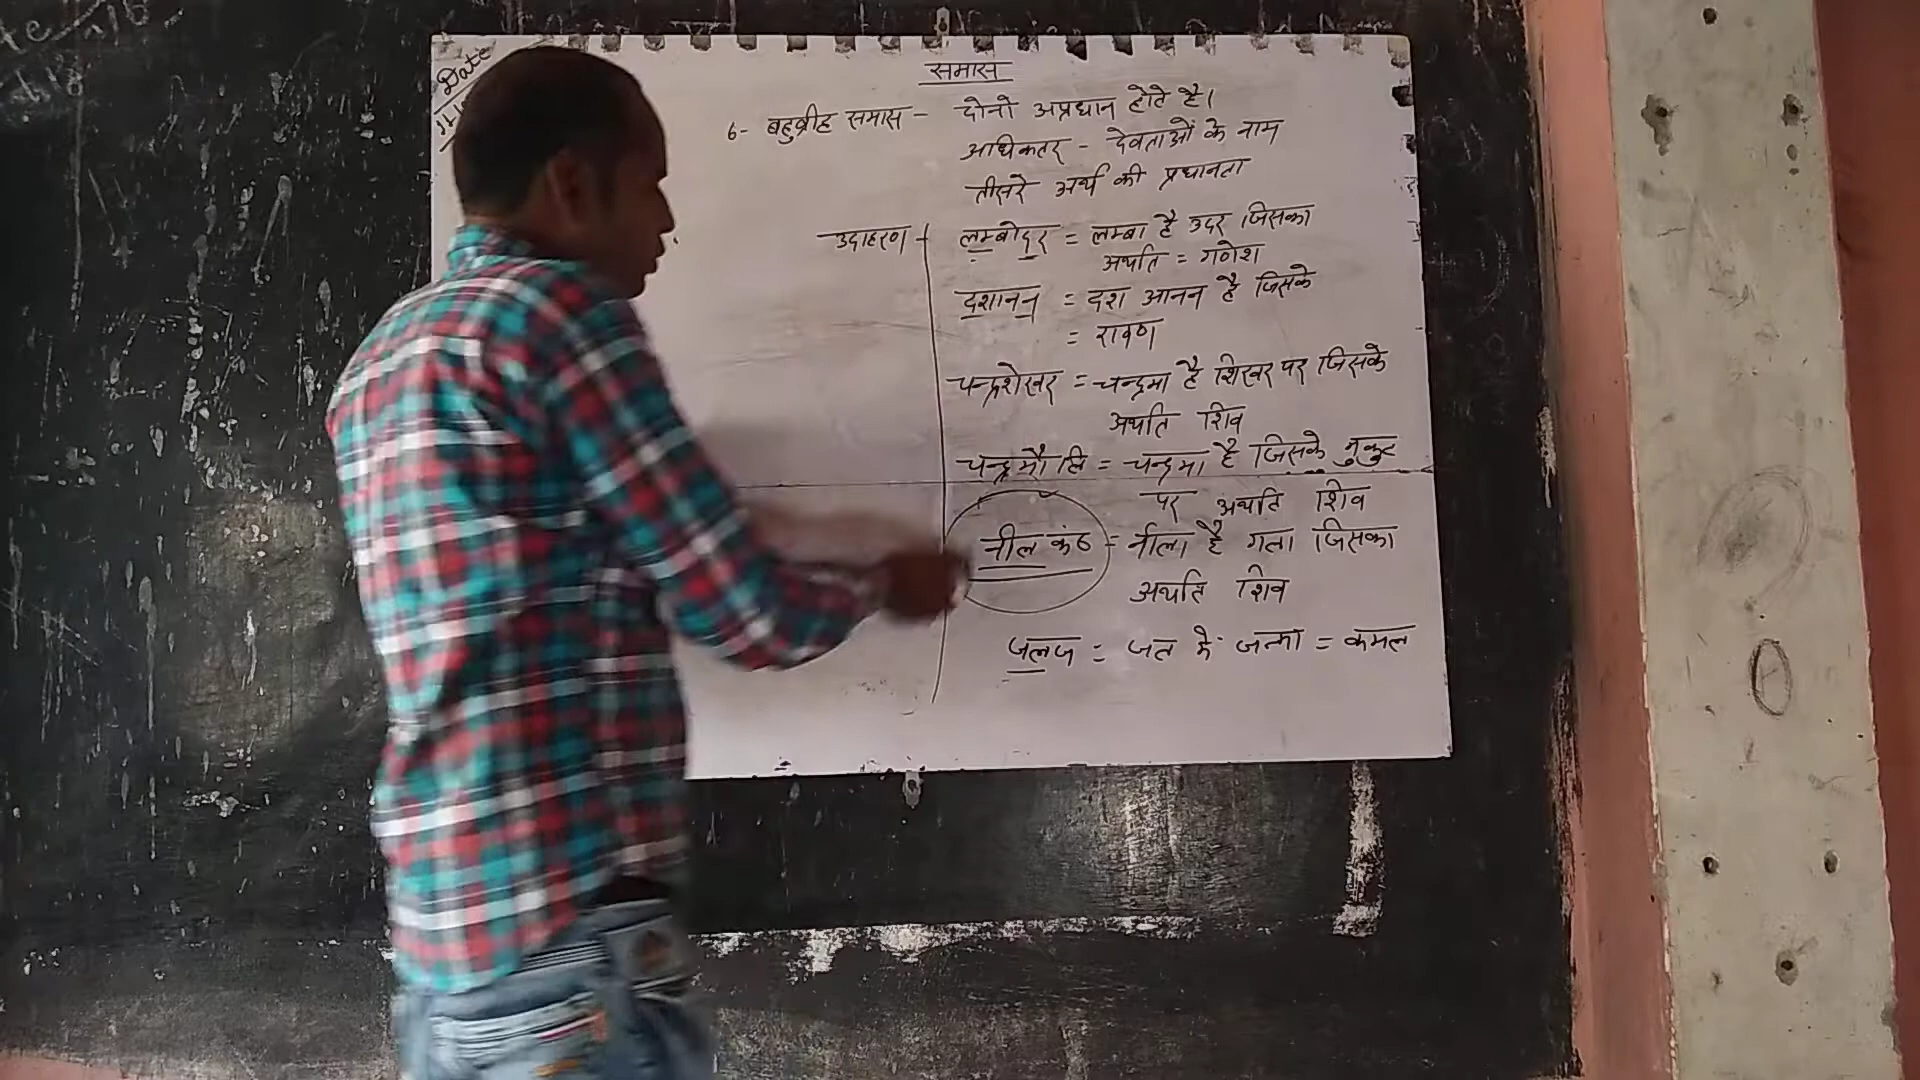 Date
समास
6- बहुव्रीह समास - दोनो अप्रधान होते है।
अधिकतर - देवताओं के नाम
तीसरे अर्थ की प्रधानता
उदाहरण - लम्बोदर = लम्बा है उदर जिसका
अर्थात = गणेश
दशानन = दश आनन है जिसके
= रावण
चन्द्रशेखर = चन्द्रमा है शिखर पर जिसके
अर्थात शिव
चन्द्रमौलि = चन्द्रमा है जिसके मुकुट
पर अर्थात शिव
नील कंठ = नीला है गला जिसका
अर्थात शिव
जलज = जल में जन्मा = कमल